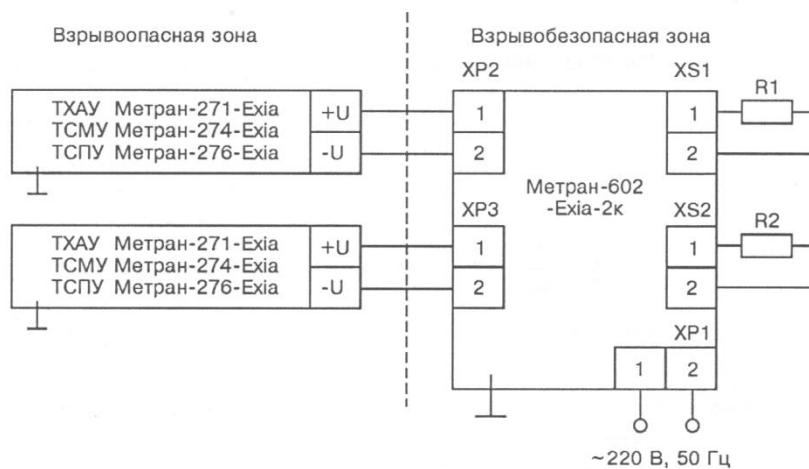 Взрывоопасная зона
Взрывобезопасная зона
XP2
XS1
R1
ТХАУ Метран-271-Exia
ТСМУ Метран-274-Exia
ТСПУ Метран-276-Exia
+U
-U
1
2
1
2
Метран-602
-Exia-2к
XP3
XS2
R2
ТХАУ Метран-271-Exia
ТСМУ Метран-274-Exia
ТСПУ Метран-276-Exia
+U
-U
1
2
1
2
XP1
1
2
~220 В, 50 Гц